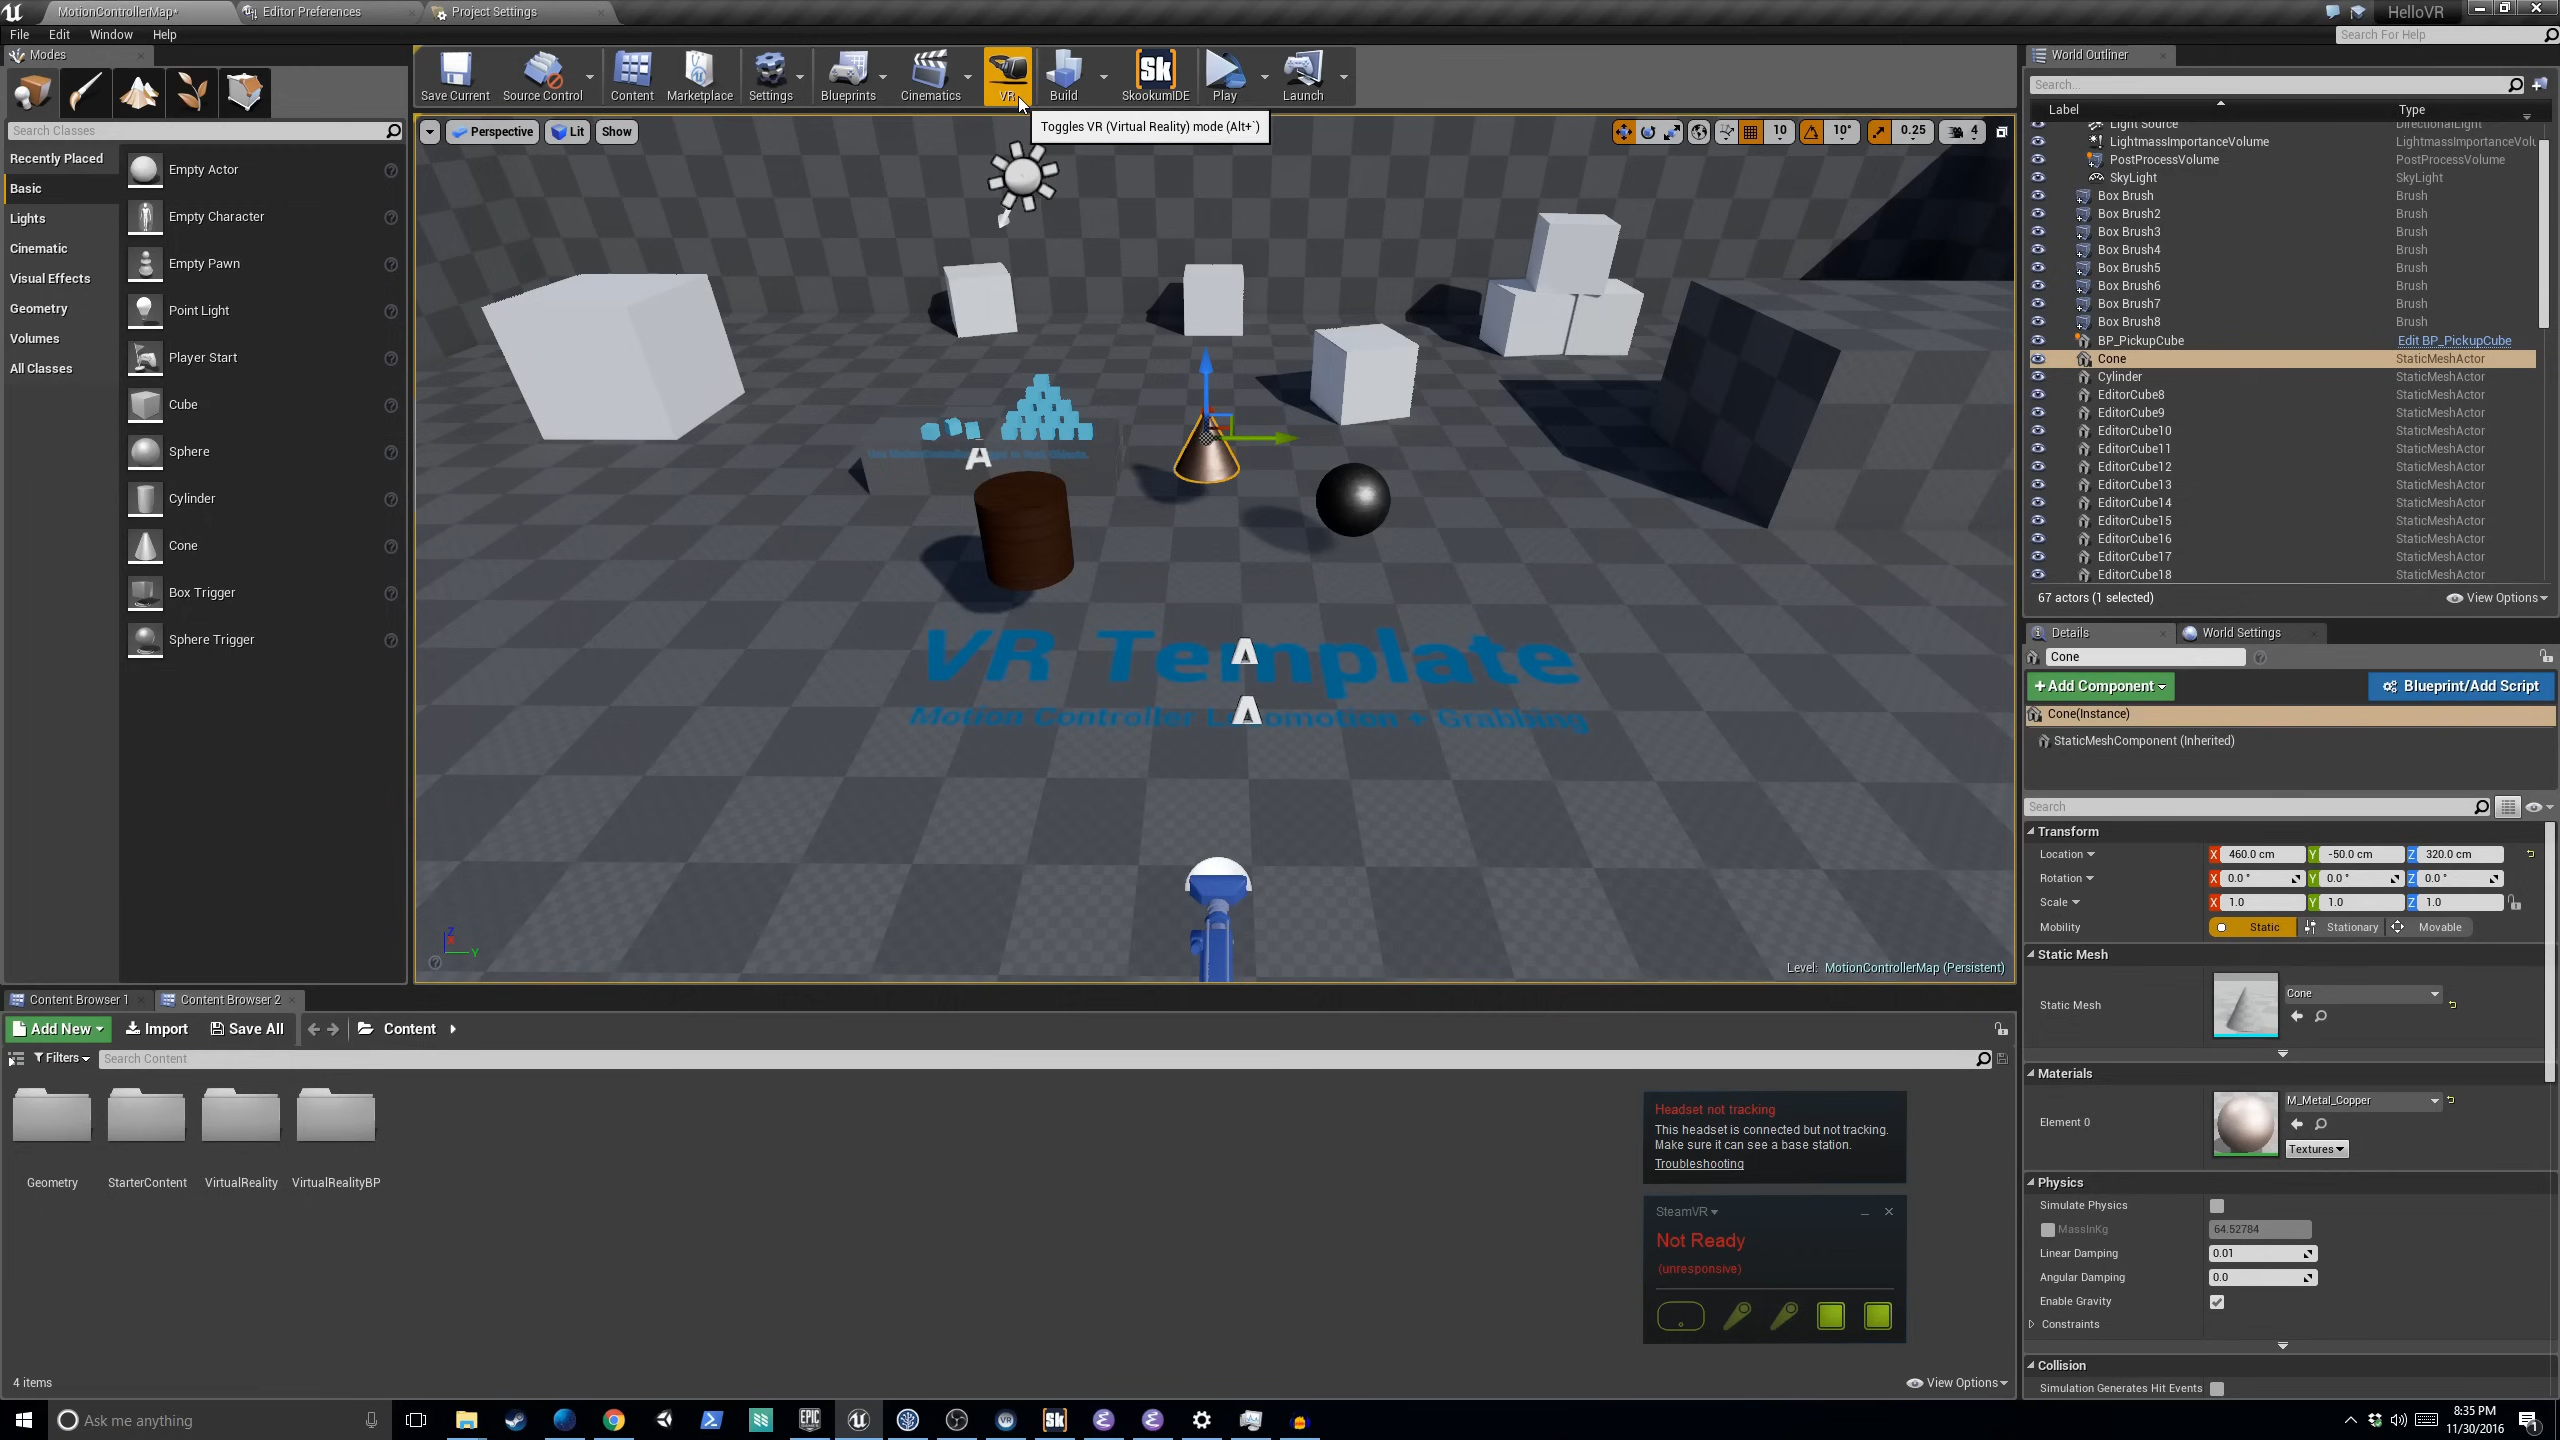 MotionControllerMap*
Editor Preferences
Project Settings
HelloVR
File Edit Window Help
Search For Help
Modes
Save Current
Source Control
Content
Marketplace
Settings
Blueprints
Cinematics
VR
Build
SkookumIDE
Play
Launch
Toggles VR (Virtual Reality) mode (Alt+`)
Search Classes
Recently Placed
Basic
Lights
Cinematic
Visual Effects
Geometry
Volumes
All Classes
Empty Actor
Empty Character
Empty Pawn
Point Light
Player Start
Cube
Sphere
Cylinder
Cone
Box Trigger
Sphere Trigger
Perspective
Lit
Show
10
10°
0.25
4
VR Template
Motion Controller Locomotion + Grabbing
Level: MotionControllerMap (Persistent)
World Outliner
Search...
Label Type
Light Source DirectionalLight
LightmassImportanceVolume LightmassImportanceVolu
PostProcessVolume PostProcessVolume
SkyLight SkyLight
Box Brush Brush
Box Brush2 Brush
Box Brush3 Brush
Box Brush4 Brush
Box Brush5 Brush
Box Brush6 Brush
Box Brush7 Brush
Box Brush8 Brush
BP_PickupCube Edit BP_PickupCube
Cone StaticMeshActor
Cylinder StaticMeshActor
EditorCube8 StaticMeshActor
EditorCube9 StaticMeshActor
EditorCube10 StaticMeshActor
EditorCube11 StaticMeshActor
EditorCube12 StaticMeshActor
EditorCube13 StaticMeshActor
EditorCube14 StaticMeshActor
EditorCube15 StaticMeshActor
EditorCube16 StaticMeshActor
EditorCube17 StaticMeshActor
EditorCube18 StaticMeshActor
67 actors (1 selected)
View Options
Details
World Settings
Cone
+Add Component
Blueprint/Add Script
Cone(Instance)
StaticMeshComponent (Inherited)
Search
Transform
Location X 460.0 cm Y -50.0 cm Z 320.0 cm
Rotation X 0.0 ° Y 0.0 ° Z 0.0 °
Scale X 1.0 Y 1.0 Z 1.0
Mobility Static Stationary Movable
Static Mesh
Static Mesh Cone
Materials
Element 0 M_Metal_Copper
Textures
Physics
Simulate Physics
MassInKg 64.52784
Linear Damping 0.01
Angular Damping 0.0
Enable Gravity
Constraints
Collision
Simulation Generates Hit Events
Content Browser 1
Content Browser 2
Add New
Import
Save All
Content
Filters
Search Content
Geometry
StarterContent
VirtualReality
VirtualRealityBP
4 items
View Options
Headset not tracking
This headset is connected but not tracking.
Make sure it can see a base station.
Troubleshooting
SteamVR
Not Ready
(unresponsive)
Ask me anything
EPIC
GAMES
VR
Sk
8:35 PM
11/30/2016